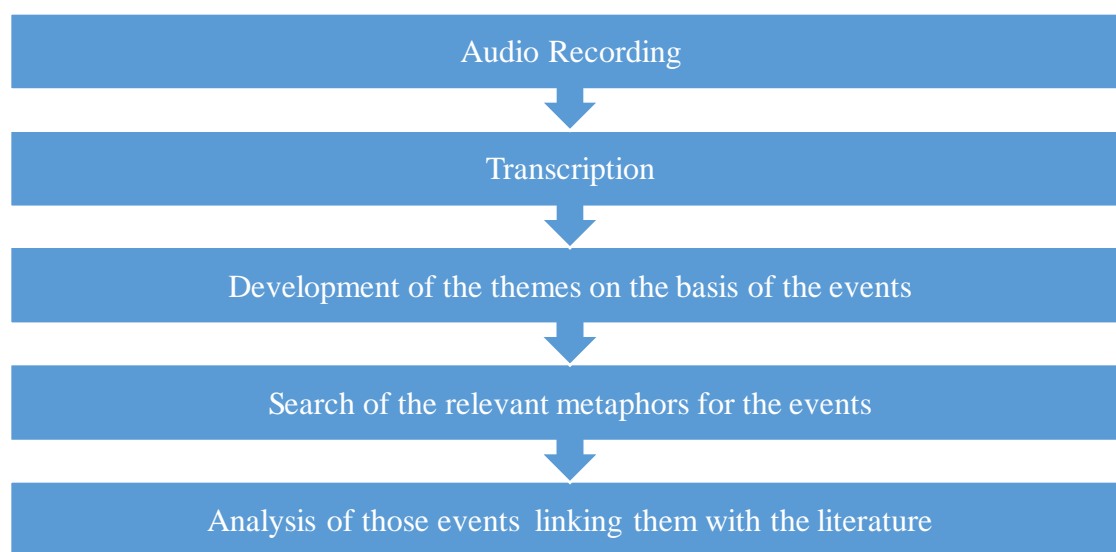 Audio Recording
Transcription
Development of the themes on the basis of the events
Search of the relevant metaphors for the events
Analysis of those events linking them with the literature